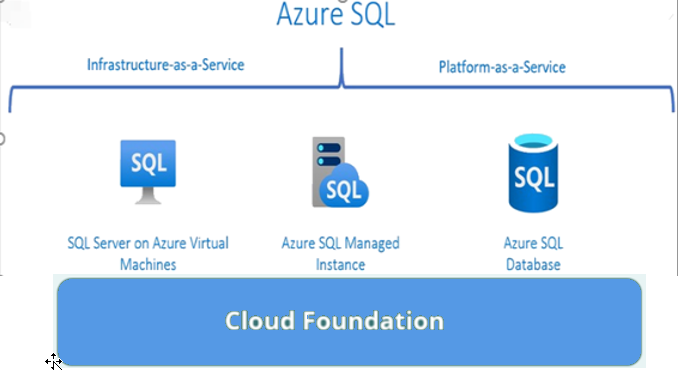 Azure SQL
Infrastructure-as-a-Service
Platform-as-a-Service
SQL
SQL
SQL
SQL Server on Azure Virtual
Machines
Azure SQL Managed
Instance
Azure SQL
Database
Cloud Foundation